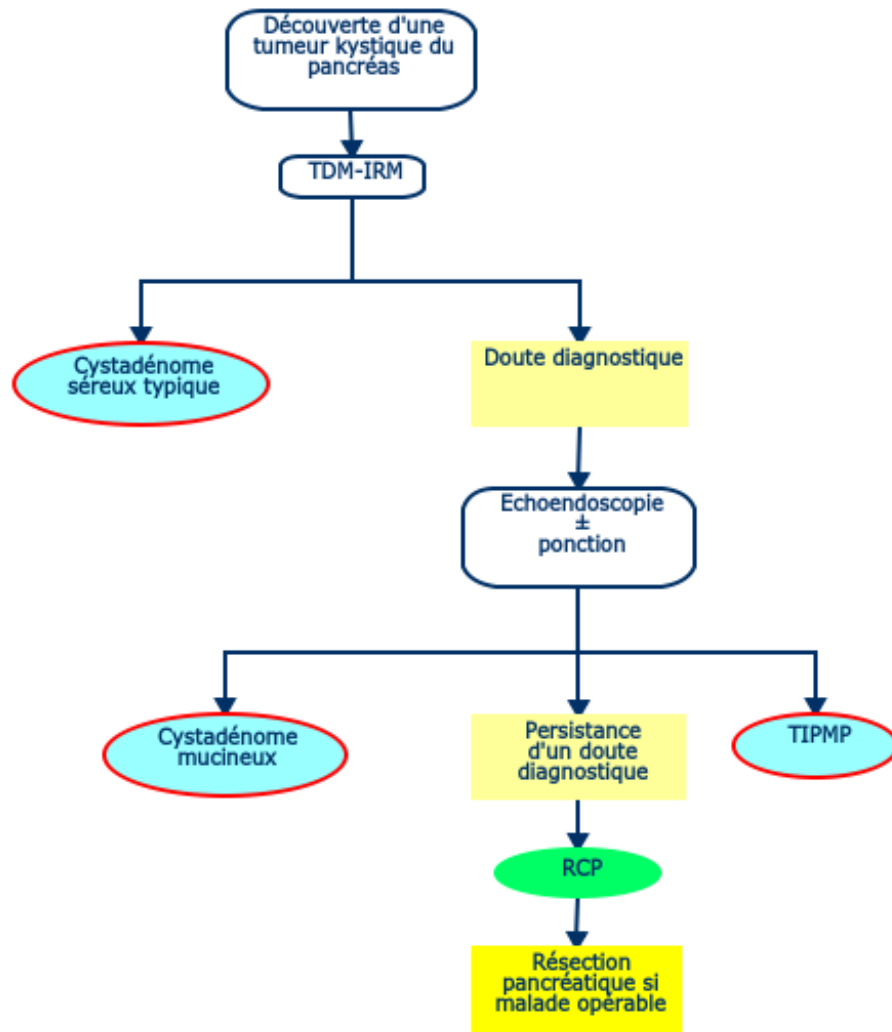 Découverte d'une
tumeur kystique du
pancréas
TDM-IRM
Cystadénome
séreux typique
Doute diagnostique
Echoendoscopie
±
ponction
Cystadénome
mucineux
Persistance
d'un doute
diagnostique
TIPMP
RCP
Résection
pancréatique si
malade opérable